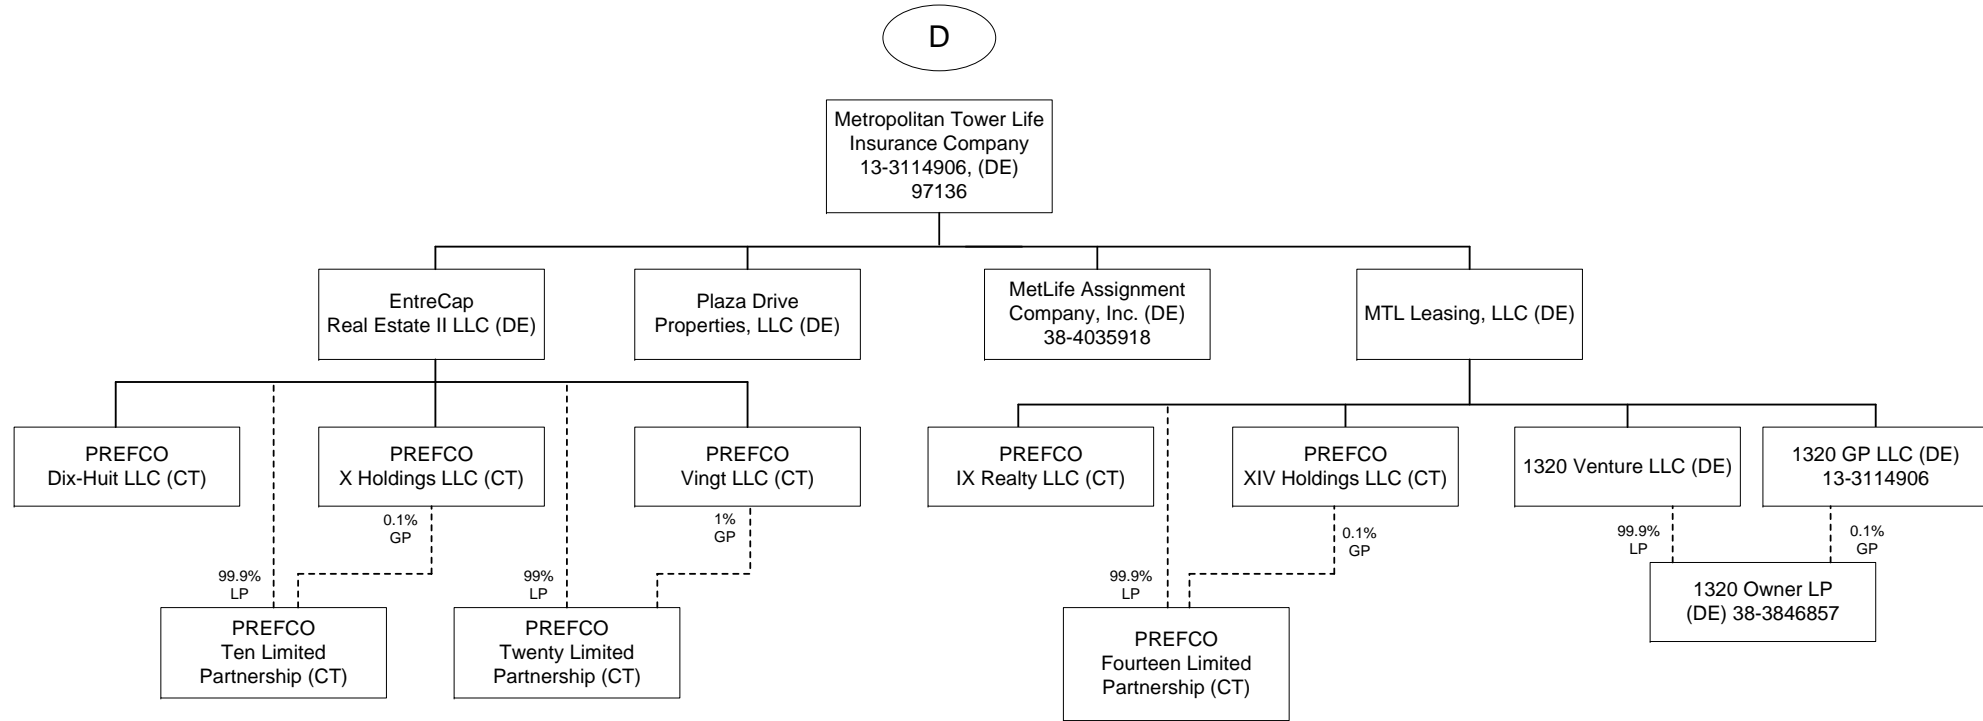 D
Metropolitan Tower Life
Insurance Company
13-3114906, (DE)
97136
EntreCap
Real Estate II LLC (DE)
Plaza Drive
Properties, LLC (DE)
MetLife Assignment
Company, Inc. (DE)
38-4035918
MTL Leasing, LLC (DE)
PREFCO
Dix-Huit LLC (CT)
PREFCO
X Holdings LLC (CT)
PREFCO
Vingt LLC (CT)
PREFCO
IX Realty LLC (CT)
PREFCO
XIV Holdings LLC (CT)
1320 Venture LLC (DE)
1320 GP LLC (DE)
13-3114906
0.1%
GP
1%
GP
0.1%
GP
99.9%
LP
0.1%
GP
99.9%
LP
99%
LP
99.9%
LP
1320 Owner LP
(DE) 38-3846857
PREFCO
Ten Limited
Partnership (CT)
PREFCO
Twenty Limited
Partnership (CT)
PREFCO
Fourteen Limited
Partnership (CT)